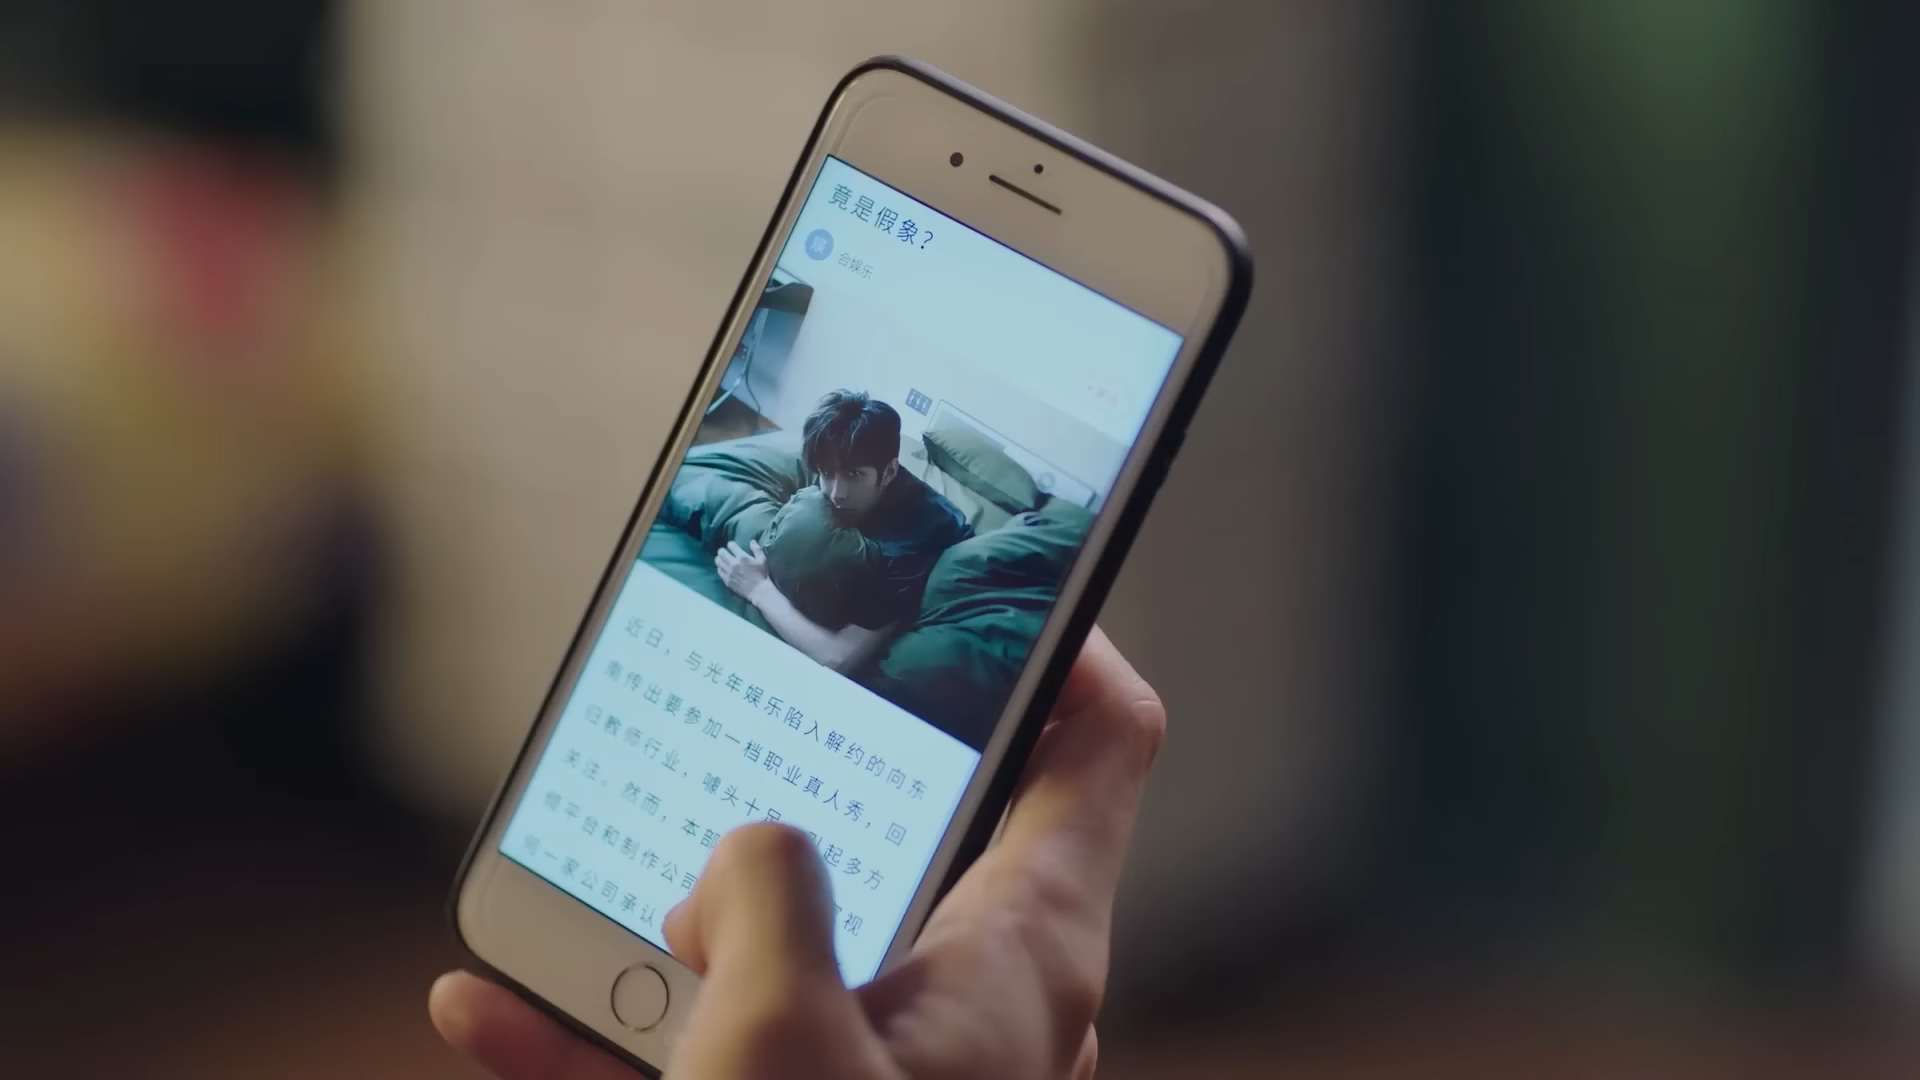 竟是假象？
娱
合娱乐
近日，与光年娱乐陷入解约的向东
南传出要参加一档职业真人秀，回
归教师行业，噱头十足 引起多方
关注。然而，本部 视
频平台和制作公司
何一家公司承认